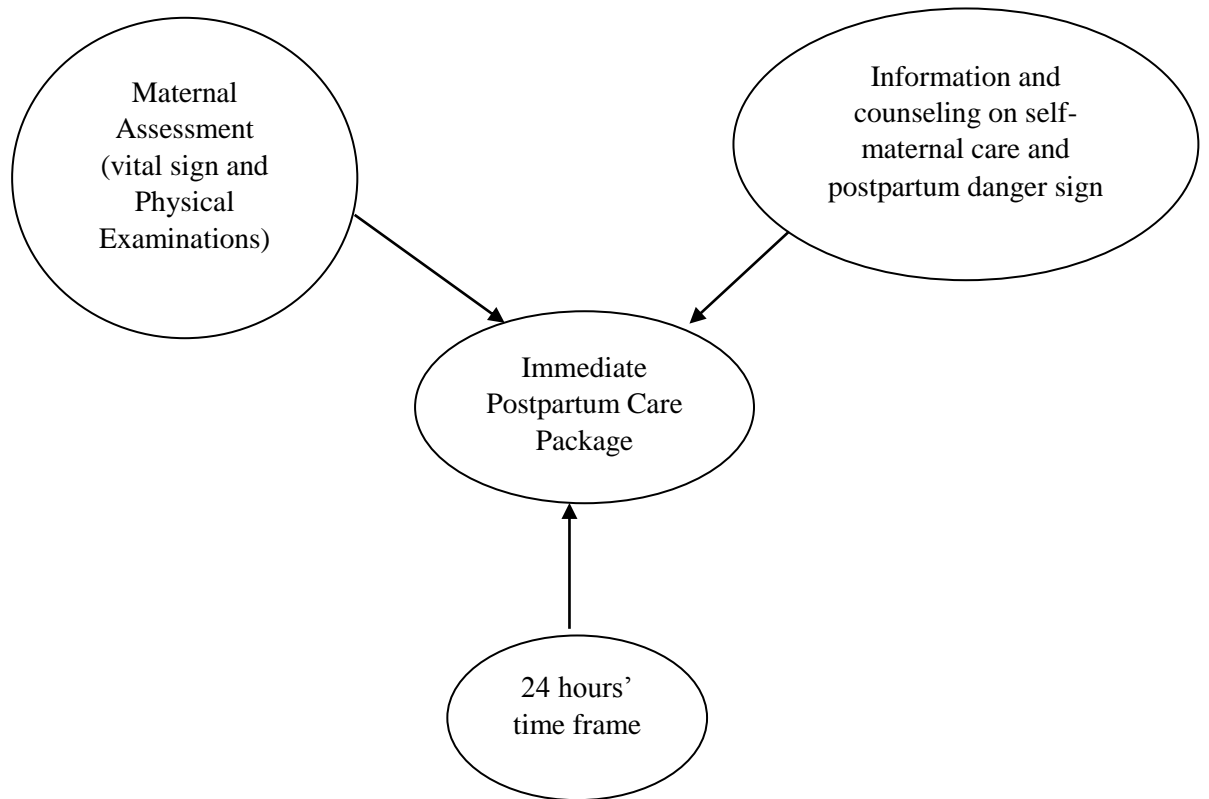 Maternal
Assessment
(vital sign and
Physical
Examinations)
Information and
counseling on self-
maternal care and
postpartum danger sign
Immediate
Postpartum Care
Package
24 hours’
time frame